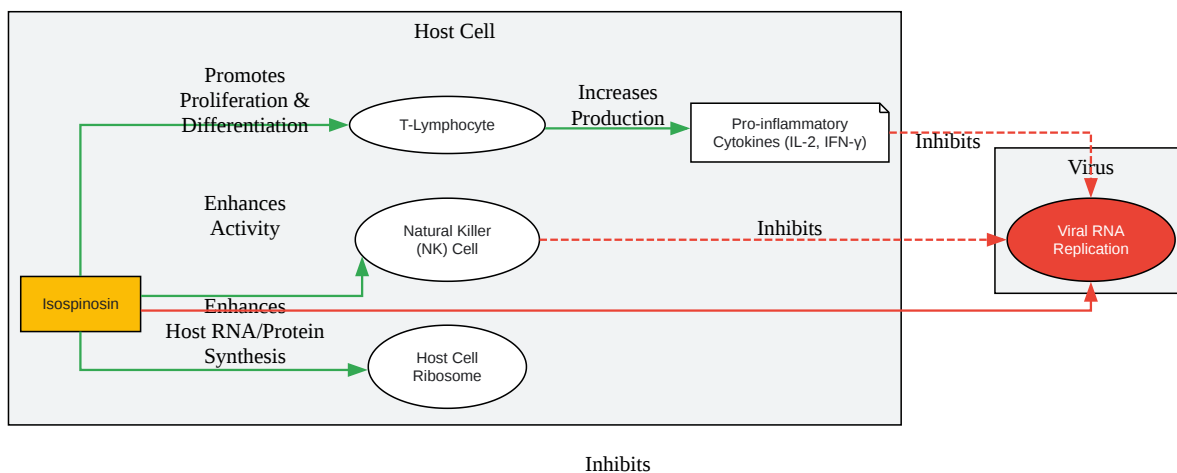 Host Cell
Promotes
Proliferation &
Differentiation
T-Lymphocyte
Increases
Production
Pro-inflammatory
Cytokines (IL-2, IFN-γ)
Inhibits
Virus
Enhances
Activity
Natural Killer
(NK) Cell
Inhibits
Viral RNA
Replication
Isospinosin
Enhances
Host RNA/Protein
Synthesis
Host Cell
Ribosome
Inhibits